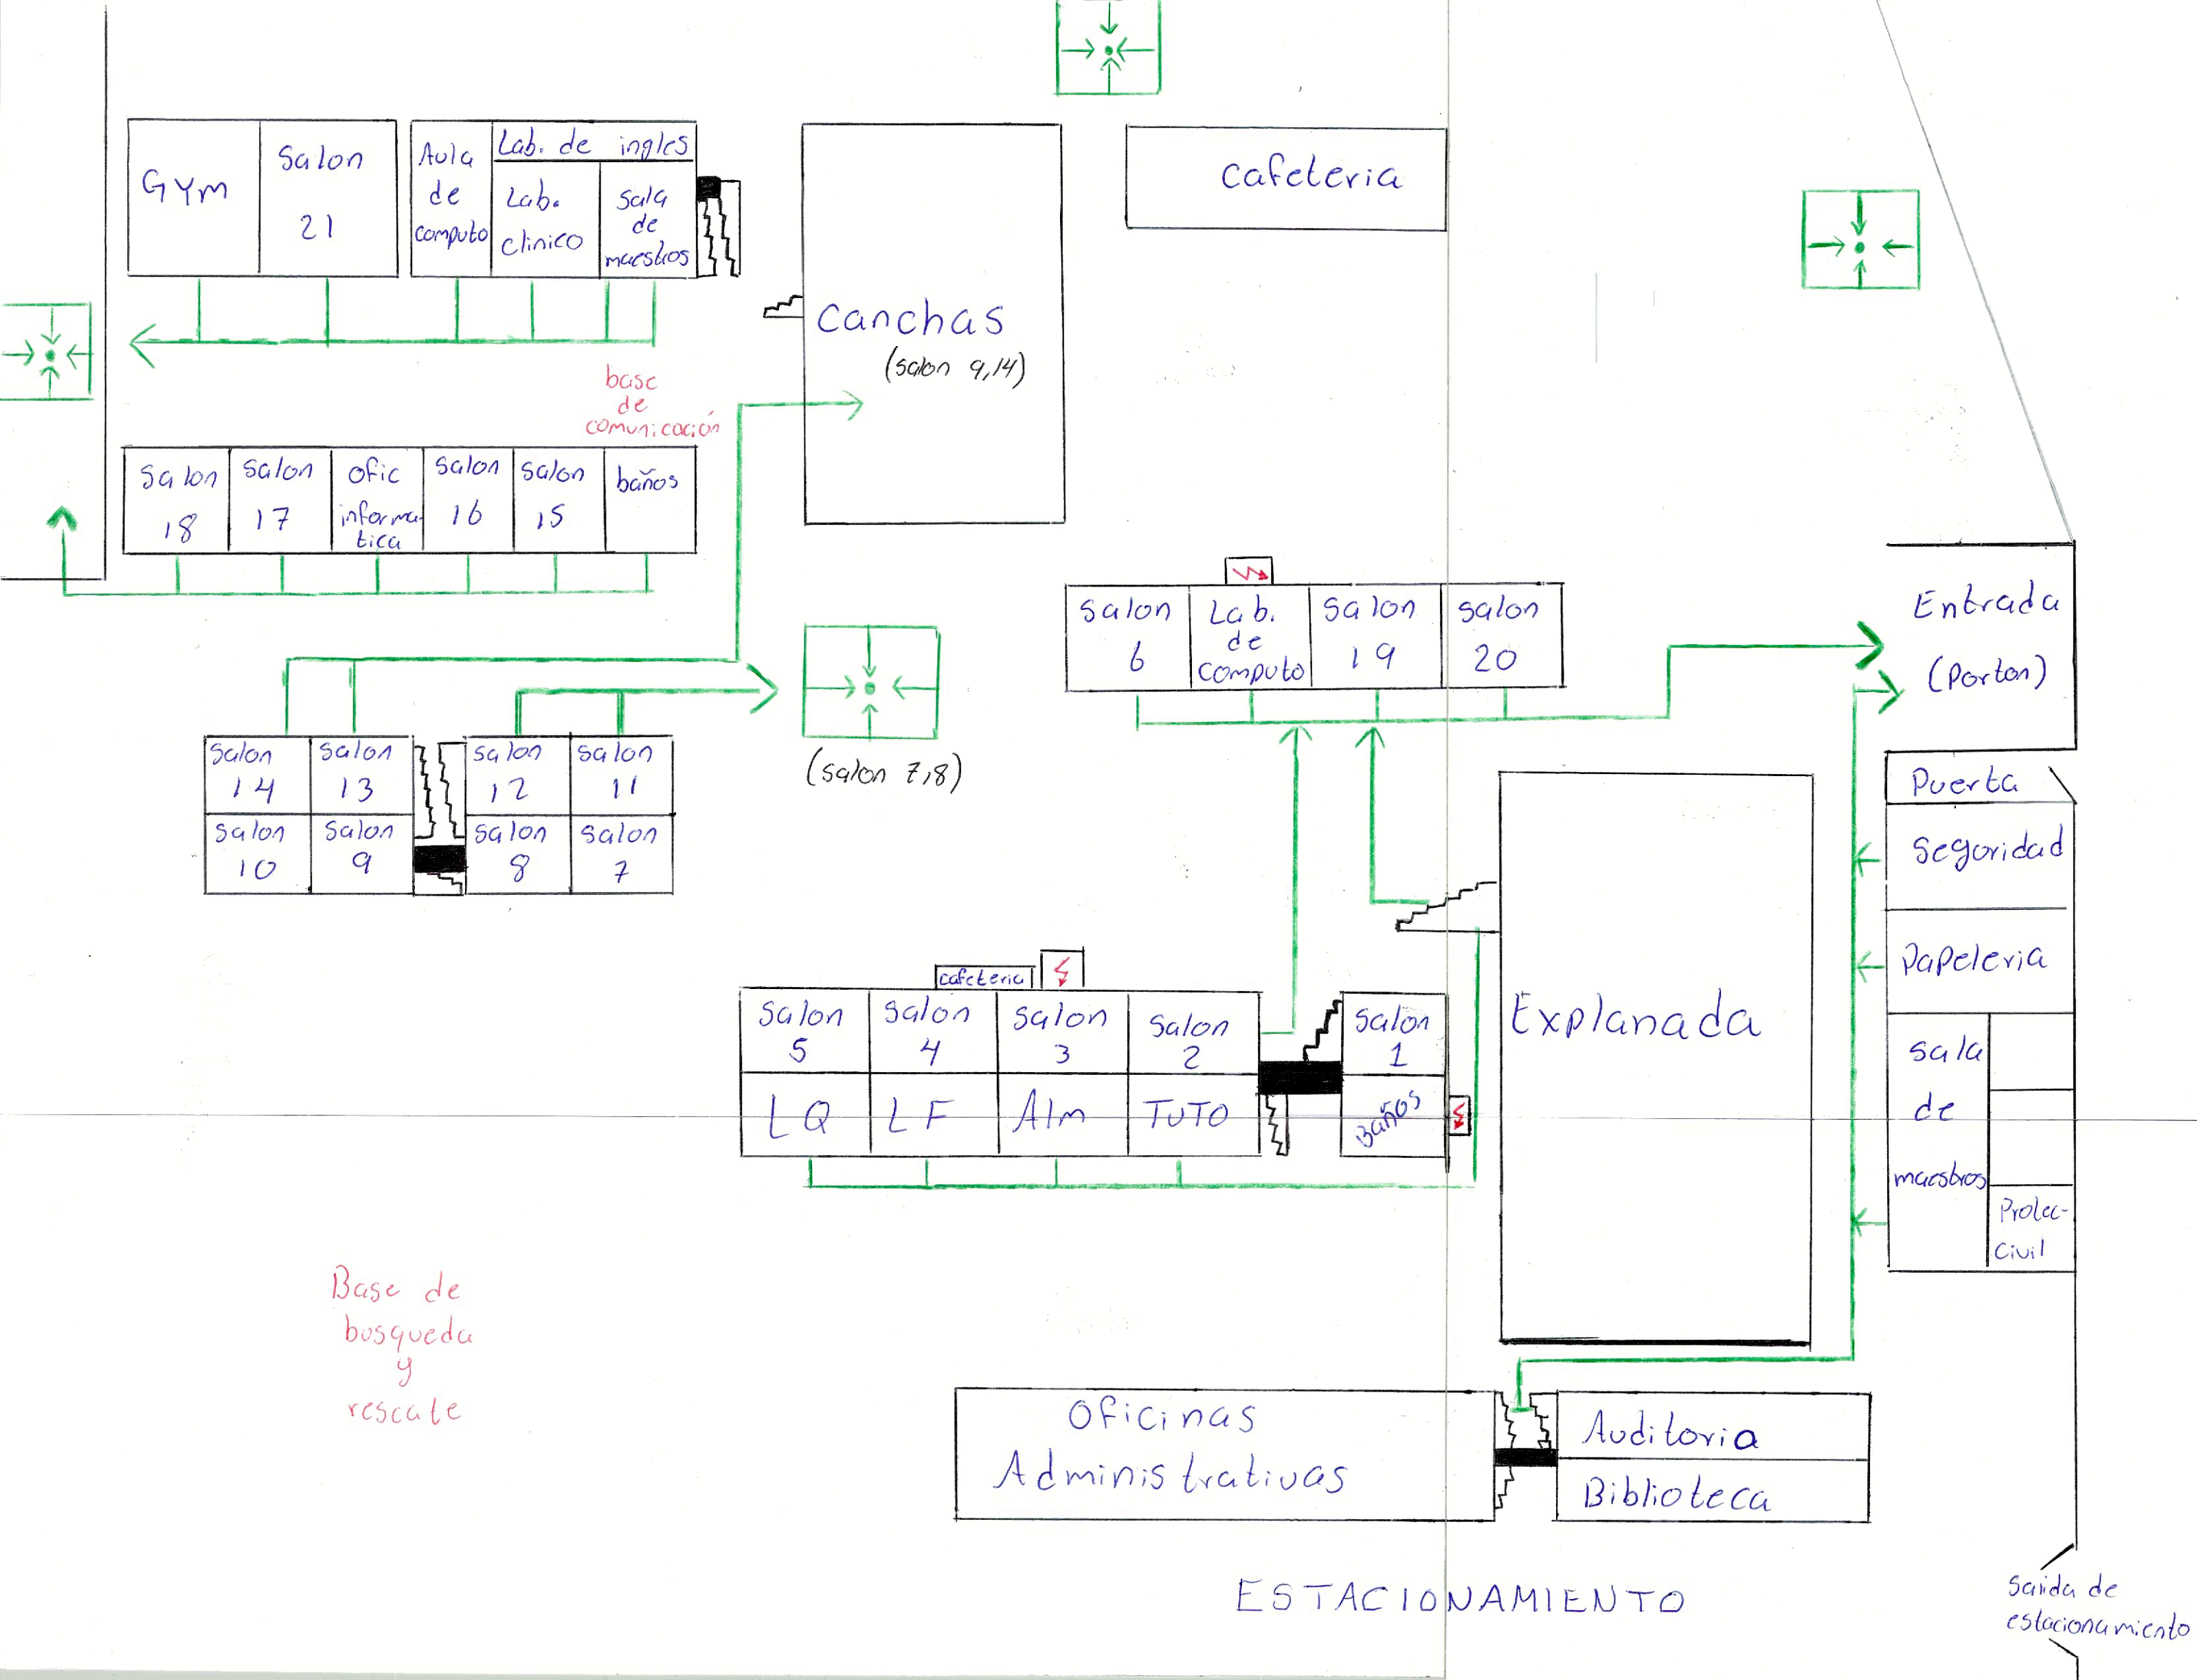 GYM
Salon
21
Aula
de
computo
Lab. de ingles
Lab.
clinico
Sala
de
maestros
Canchas
(salon 9,14)
Cafeteria
base
de
comunicación
Salon
18
Salon
17
Ofic
informa-
tica
Salon
16
Salon
15
baños
Salon
6
Lab.
de
computo
Salon
19
Salon
20
Entrada
(Porton)
Puerta
Seguridad
Papeleria
Sala
de
maestros
Protec-
Civil
(salon 7,8)
Salon
14
Salon
13
Salon
12
Salon
11
Salon
10
Salon
9
Salon
8
Salon
7
cafeteria
Salon
5
Salon
4
Salon
3
Salon
2
Salon
1
LQ
LF
Alm
TUTO
Baños
Explanada
Base de
busqueda
y
rescate
Oficinas
Administrativas
Auditoria
Biblioteca
ESTACIONAMIENTO
Salida de
estacionamiento